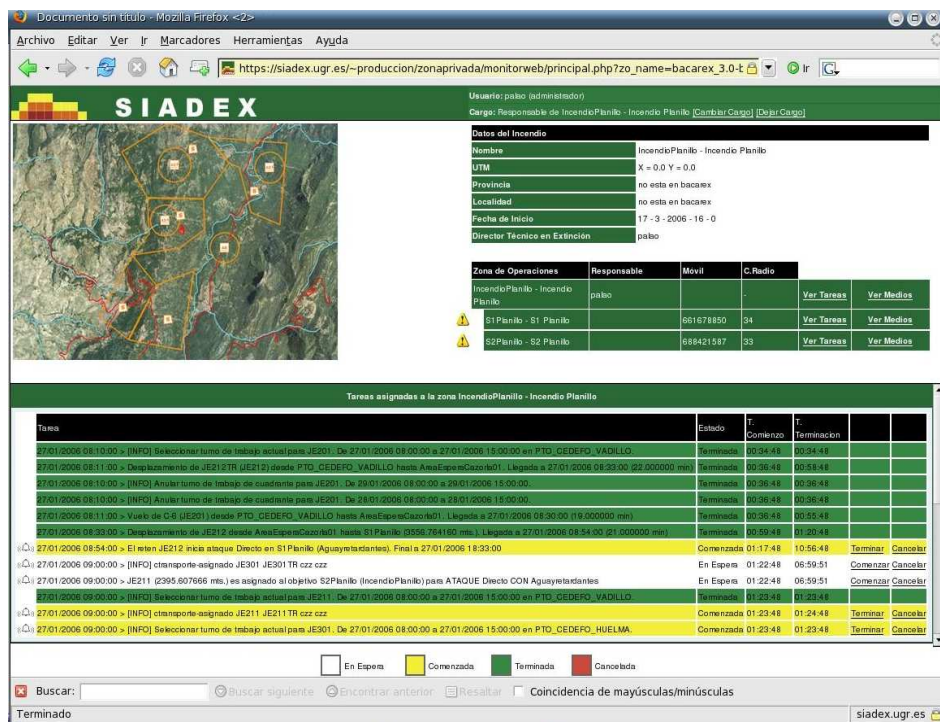 Documento sin titulo - Mozilla Firefox <2>
Archivo Editar Ver Ir Marcadores Herramientas Ayuda
https://siadex.ugr.es/~produccion/zonaprivada/monitorweb/principal.php?zo_name=bacarex_3.0-t
Ir
SIADEX
Usuario: palao (administrador)
Cargo: Responsable de IncendioPlanillo - Incendio Planillo [Cambiar Cargo] [Dejar Cargo]
Datos del Incendio
Nombre IncendioPlanillo - Incendio Planillo
UTM X = 0.0 Y = 0.0
Provincia no esta en bacarex
Localidad no esta en bacarex
Fecha de Inicio 17 - 3 - 2006 - 16 - 0
Director Técnico en Extinción palao
Zona de Operaciones Responsable Móvil C.Radio
IncendioPlanillo - Incendio Planillo palao - Ver Tareas Ver Medios
S1Planillo - S1 Planillo 661678850 34 Ver Tareas Ver Medios
S2Planillo - S2 Planillo 688421587 33 Ver Tareas Ver Medios
Tareas asignadas a la zona IncendioPlanillo - Incendio Planillo
Tarea Estado T. Comienzo T. Terminacion
27/01/2006 08:10:00 > [INFO] Seleccionar turno de trabajo actual para JE201. De 27/01/2006 08:00:00 a 27/01/2006 15:00:00 en PTO_CEDEFO_VADILLO. Terminada 00:34:48 00:34:48
27/01/2006 08:11:00 > Desplazamiento de JE212TR (JE212) desde PTO_CEDEFO_VADILLO hasta AreaEsperaCazorla01. Llegada a 27/01/2006 08:33:00 (22.000000 min) Terminada 00:36:48 00:58:48
27/01/2006 08:10:00 > [INFO] Anular turno de trabajo de cuadrante para JE201. De 29/01/2006 08:00:00 a 29/01/2006 15:00:00. Terminada 00:36:48 00:36:48
27/01/2006 08:10:00 > [INFO] Anular turno de trabajo de cuadrante para JE201. De 28/01/2006 08:00:00 a 28/01/2006 15:00:00. Terminada 00:36:48 00:36:48
27/01/2006 08:11:00 > Vuelo de C-6 (JE201) desde PTO_CEDEFO_VADILLO hasta AreaEsperaCazorla01. Llegada a 27/01/2006 08:30:00 (19.000000 min) Terminada 00:36:48 00:55:48
27/01/2006 08:33:00 > Desplazamiento de JE212 desde AreaEsperaCazorla01 hasta S1Planillo (3556.764160 mts.). Llegada a 27/01/2006 08:54:00 (21.000000 min) Terminada 00:59:48 01:20:48
27/01/2006 08:54:00 > El reten JE212 inicia ataque Directo en S1Planillo (Aguayretardantes). Final a 27/01/2006 18:33:00 Comenzada 01:17:48 10:56:48 Terminar Cancelar
27/01/2006 09:00:00 > [INFO] ctransporte-asignado JE301 JE301TR czz czz En Espera 01:22:48 06:59:51 Comenzar Cancelar
27/01/2006 09:00:00 > JE211 (2395.607666 mts.) es asignado al objetivo S2Planillo (IncendioPlanillo) para ATAQUE Directo CON Aguayretardantes En Espera 01:22:48 06:59:51 Comenzar Cancelar
27/01/2006 09:00:00 > [INFO] Seleccionar turno de trabajo actual para JE211. De 27/01/2006 08:00:00 a 27/01/2006 15:00:00 en PTO_CEDEFO_VADILLO. Terminada 01:23:48 01:23:48
27/01/2006 09:00:00 > [INFO] ctransporte-asignado JE211 JE211TR czz czz Comenzada 01:23:48 01:24:48 Terminar Cancelar
27/01/2006 09:00:00 > [INFO] Seleccionar turno de trabajo actual para JE301. De 27/01/2006 08:00:00 a 27/01/2006 15:00:00 en PTO_CEDEFO_HUELMA. Comenzada 01:23:48 01:23:48 Terminar Cancelar
En Espera Comenzada Terminada Cancelada
Buscar: Buscar siguiente Encontrar anterior Resaltar Coincidencia de mayúsculas/minúsculas
Terminado siadex.ugr.es